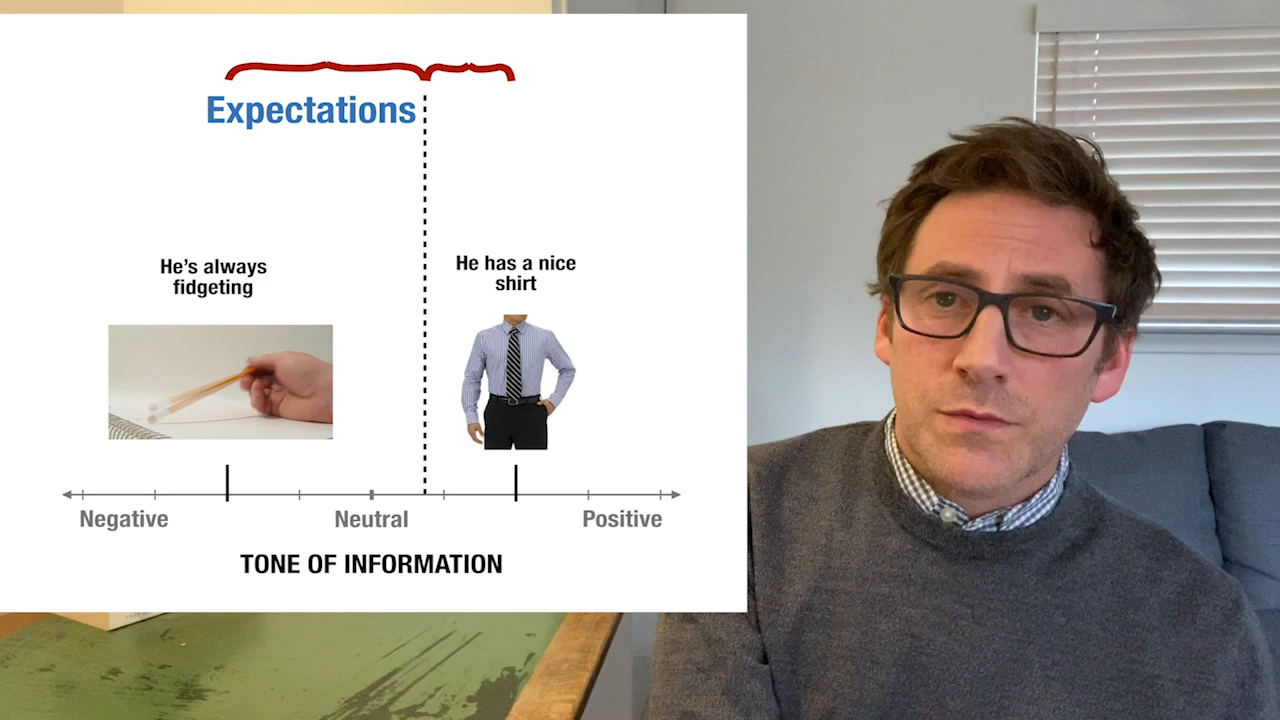 Expectations
He's always
fidgeting
He has a nice
shirt
Negative
Neutral
Positive
TONE OF INFORMATION